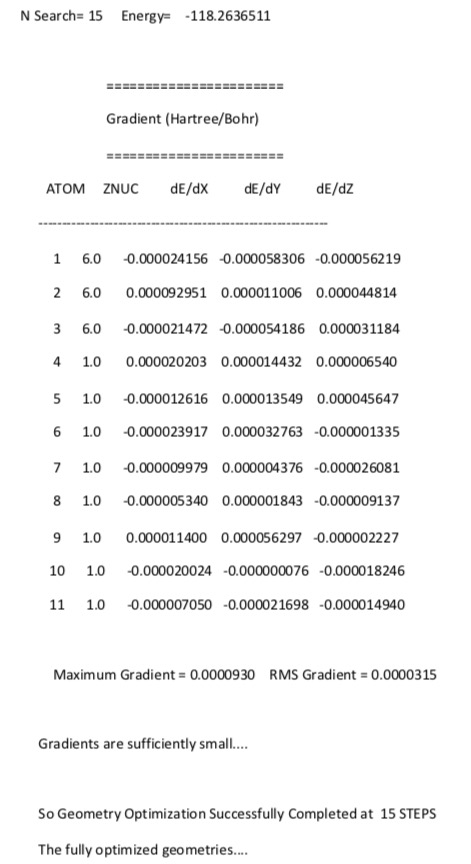 N Search= 15 Energy= -118.2636511
========================
Gradient (Hartree/Bohr)
========================
ATOM ZNUC dE/dX dE/dY dE/dZ
------------------------------------------------------------
1 6.0 -0.000024156 -0.000058306 -0.000056219
2 6.0 0.000092951 0.000011006 0.000044814
3 6.0 -0.000021472 -0.000054186 0.000031184
4 1.0 0.000020203 0.000014432 0.000006540
5 1.0 -0.000012616 0.000013549 0.000045647
6 1.0 -0.000023917 0.000032763 -0.000001335
7 1.0 -0.000009979 0.000004376 -0.000026081
8 1.0 -0.000005340 0.000001843 -0.000009137
9 1.0 0.000011400 0.000056297 -0.000002227
10 1.0 -0.000020024 -0.000000076 -0.000018246
11 1.0 -0.000007050 -0.000021698 -0.000014940
Maximum Gradient = 0.0000930 RMS Gradient = 0.0000315
Gradients are sufficiently small....
So Geometry Optimization Successfully Completed at 15 STEPS
The fully optimized geometries....